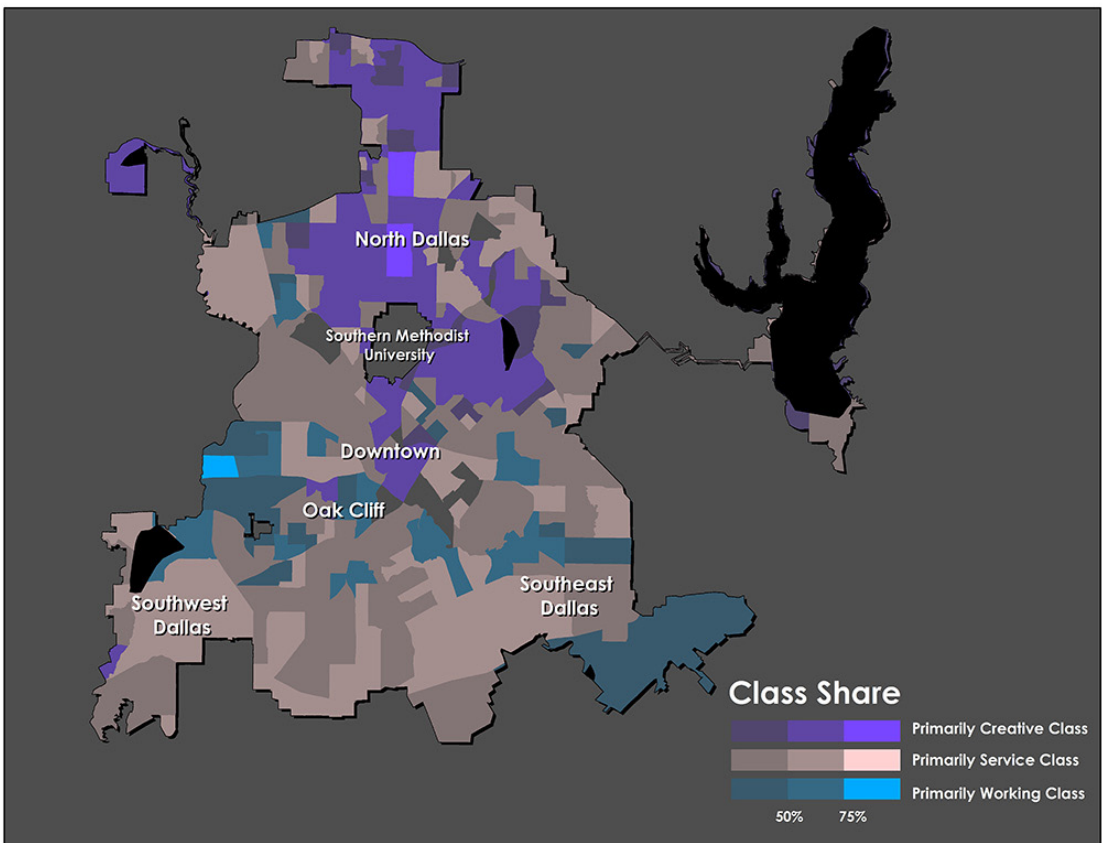 North Dallas
Southern Methodist
University
Downtown
Oak Cliff
Southwest
Dallas
Southeast
Dallas
Class Share
Primarily Creative Class
Primarily Service Class
Primarily Working Class
50% 75%